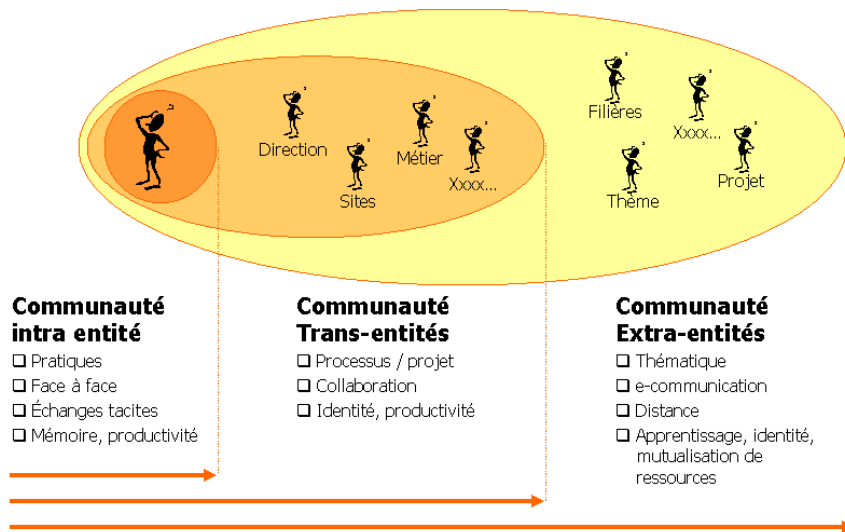 Direction
Sites
Métier
Xxxx...
Filières
Xxxx...
Thème
Projet
Communauté
intra entité
❑ Pratiques
❑ Face à face
❑ Échanges tacites
❑ Mémoire, productivité
Communauté
Trans-entités
❑ Processus / projet
❑ Collaboration
❑ Identité, productivité
Communauté
Extra-entités
❑ Thématique
❑ e-communication
❑ Distance
❑ Apprentissage, identité,
mutualisation de
ressources